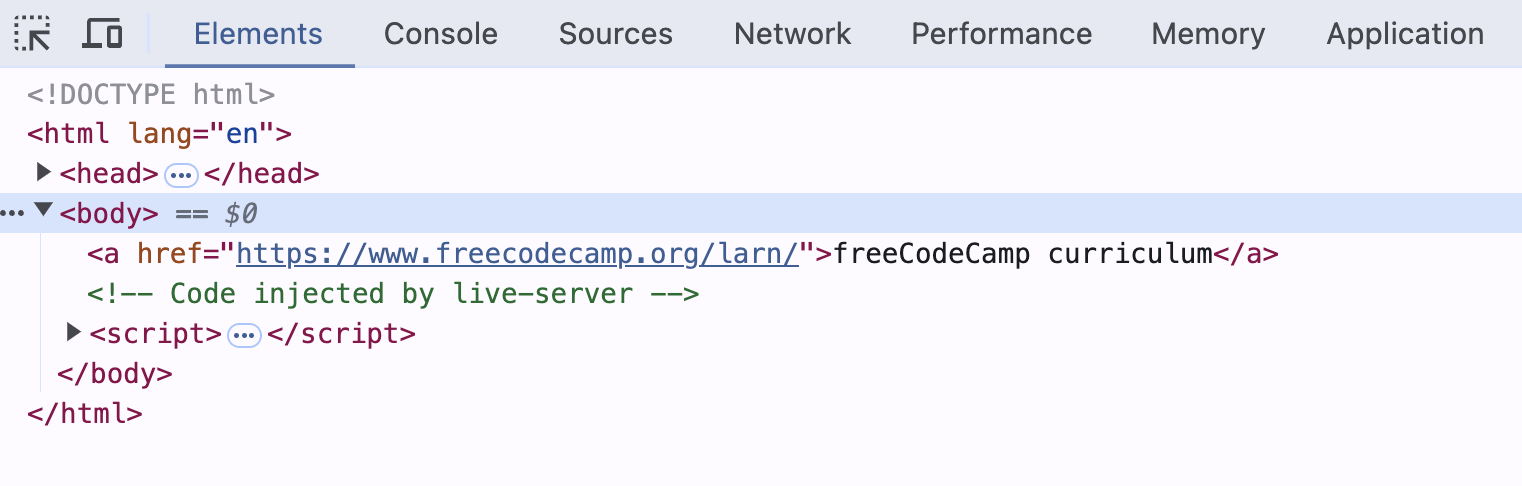 Elements Console Sources Network Performance Memory Application
<!DOCTYPE html>
<html lang="en">
<head> ••• </head>
••• <body> == $0
<a href="https://www.freecodecamp.org/larn/">freeCodeCamp curriculum</a>
<!-- Code injected by live-server -->
<script> ••• </script>
</body>
</html>